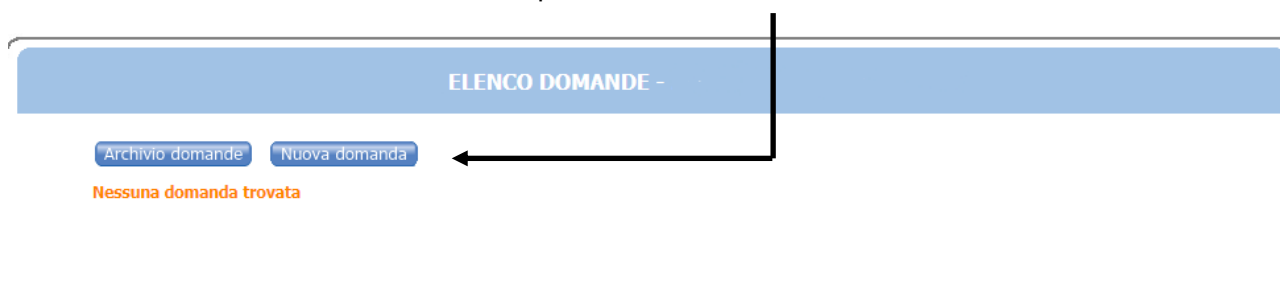 ELENCO DOMANDE -
Archivio domande Nuova domanda
Nessuna domanda trovata